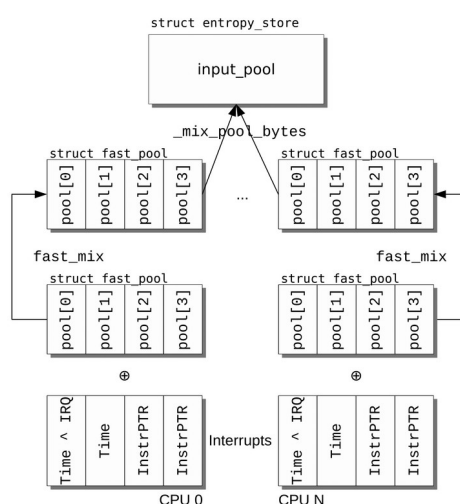 struct entropy_store
input_pool
_mix_pool_bytes
struct fast_pool
struct fast_pool
pool[0]
pool[1]
pool[2]
pool[3]
...
pool[0]
pool[1]
pool[2]
pool[3]
fast_mix
fast_mix
struct fast_pool
struct fast_pool
pool[0]
pool[1]
pool[2]
pool[3]
pool[0]
pool[1]
pool[2]
pool[3]
⊕
⊕
Time ^ IRQ
Time
InstrPTR
InstrPTR
Interrupts
Time ^ IRQ
Time
InstrPTR
InstrPTR
CPU 0
CPU N